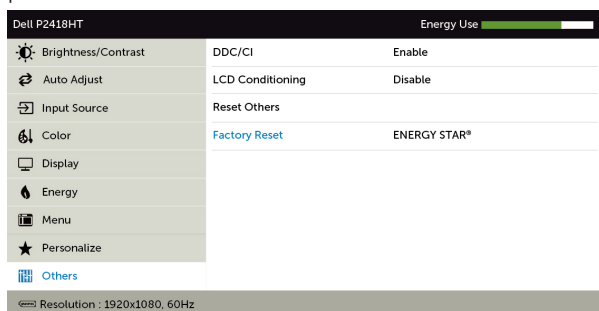 Dell P2418HT Energy Use
Brightness/Contrast DDC/CI Enable
Auto Adjust LCD Conditioning Disable
Input Source Reset Others
Color Factory Reset ENERGY STAR®
Display
Energy
Menu
Personalize
Others
Resolution : 1920x1080, 60Hz